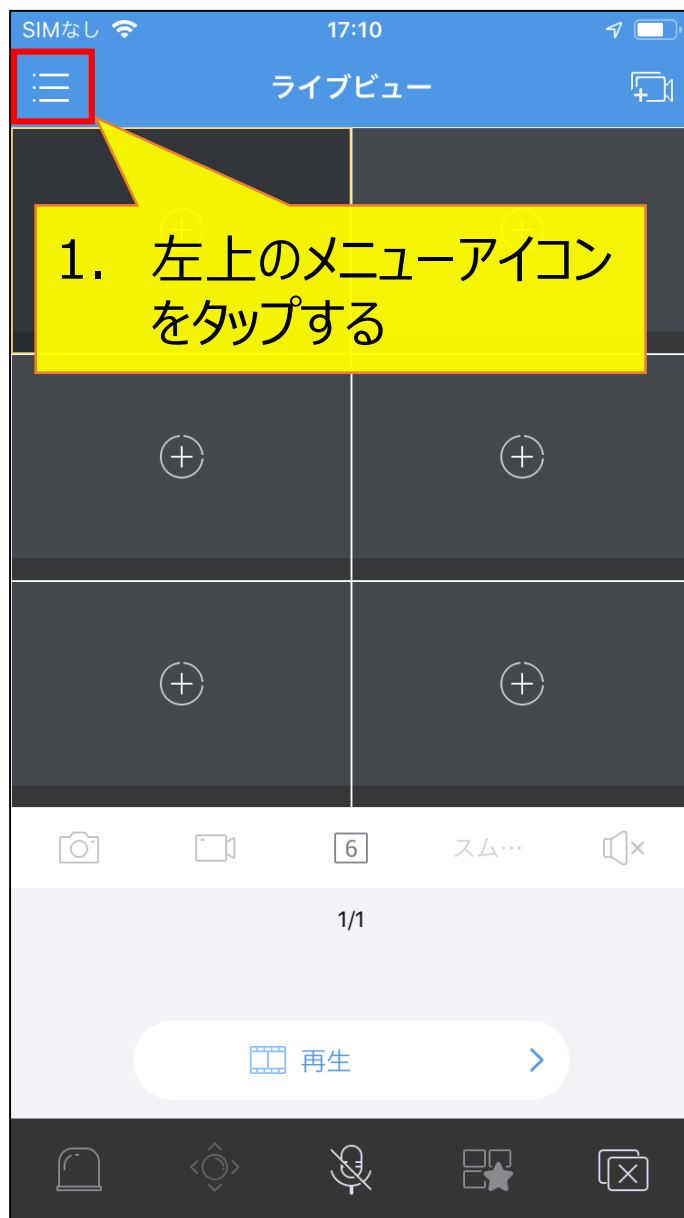 SIMなし 17:10
ライブビュー
1. 左上のメニューアイコン
をタップする
6 スム…
1/1
再生